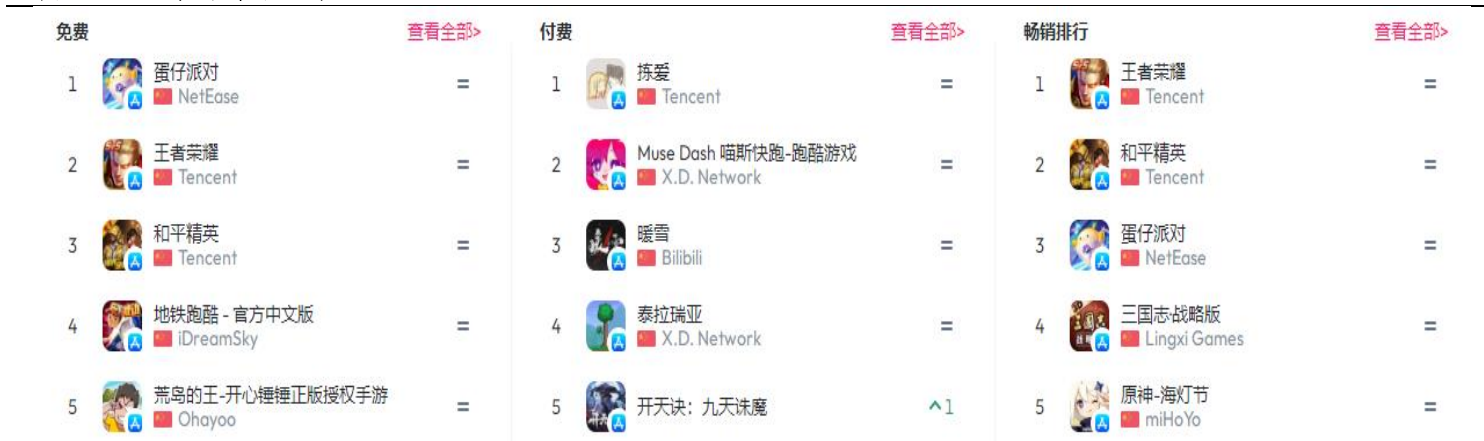 免费 查看全部>
1 蛋仔派对 =
NetEase
2 王者荣耀 =
Tencent
3 和平精英 =
Tencent
4 地铁跑酷 - 官方中文版 =
iDreamSky
5 荒岛的王-开心锤锤正版授权手游 =
Ohayoo
付费 查看全部>
1 拣爱 =
Tencent
2 Muse Dash 喵斯快跑-跑酷游戏 =
X.D. Network
3 暖雪 =
Bilibili
4 泰拉瑞亚 =
X.D. Network
5 开天诀：九天诛魔 ^1
畅销排行 查看全部>
1 王者荣耀 =
Tencent
2 和平精英 =
Tencent
3 蛋仔派对 =
NetEase
4 三国志·战略版 =
Lingxi Games
5 原神-海灯节 =
miHoYo